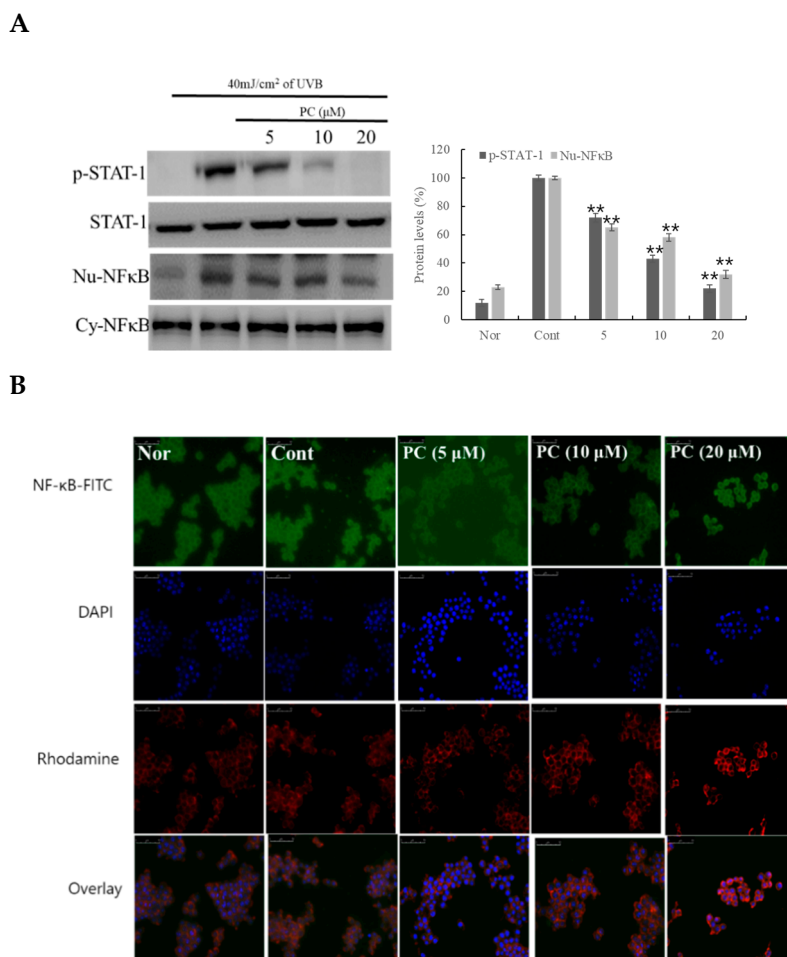 A
40mJ/cm² of UVB
PC (μM)
5 10 20
p-STAT-1
STAT-1
Nu-NFκB
Cy-NFκB
p-STAT-1 Nu-NFκB
Protein levels (%)
120
100
80
60
40
20
0
** ** ** ** ** **
Nor Cont 5 10 20
B
Nor Cont PC (5 μM) PC (10 μM) PC (20 μM)
NF-κB-FITC
DAPI
Rhodamine
Overlay